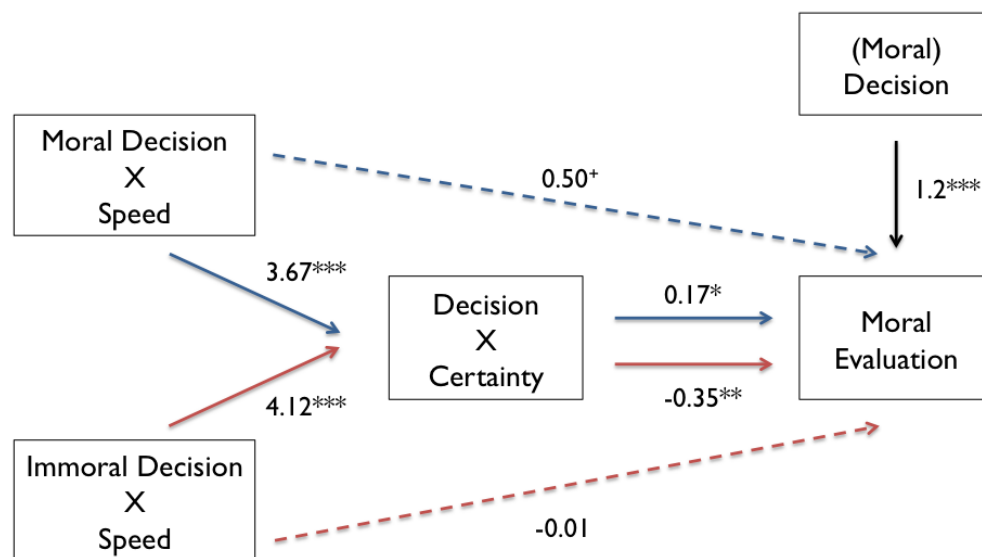 (Moral)
Decision
Moral Decision
X
Speed
0.50+
1.2***
3.67***
Decision
X
Certainty
0.17*
-0.35**
Moral
Evaluation
4.12***
Immoral Decision
X
Speed
-0.01